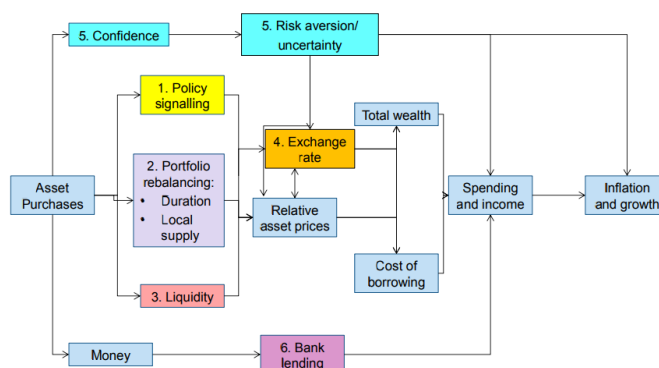 5. Confidence
5. Risk aversion/
uncertainty
1. Policy
signalling
Total wealth
4. Exchange
rate
2. Portfolio
rebalancing:
• Duration
• Local
supply
Asset
Purchases
Relative
asset prices
Spending
and income
Inflation
and growth
Cost of
borrowing
3. Liquidity
Money
6. Bank
lending